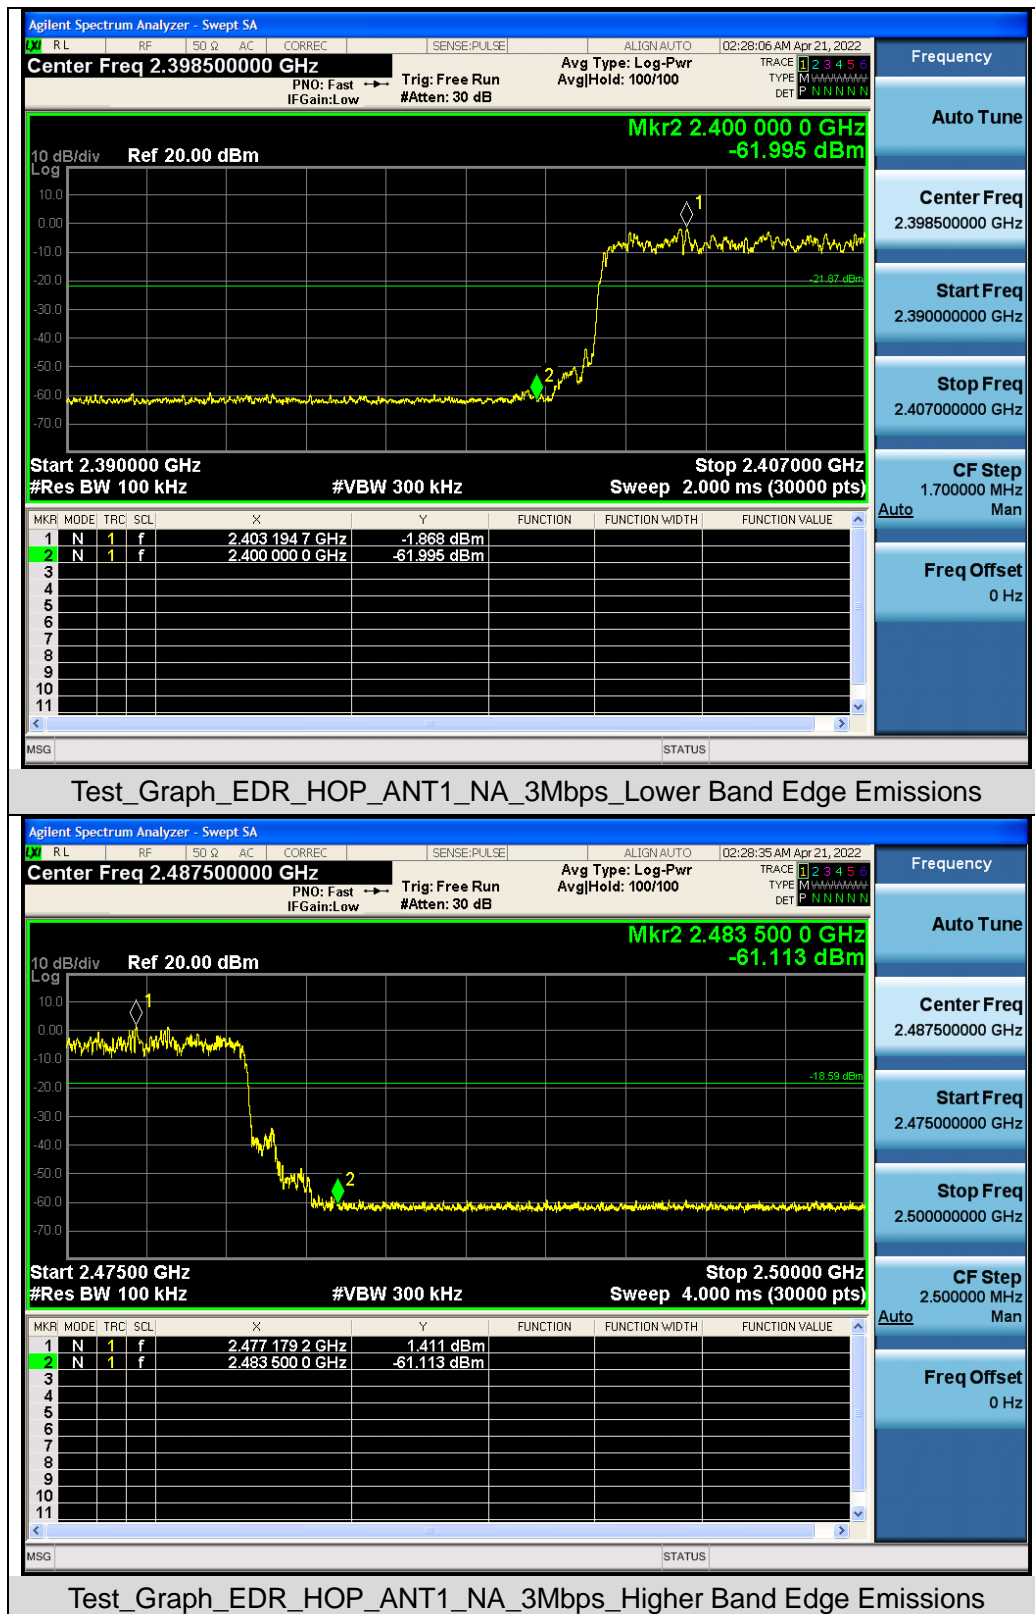 Agilent Spectrum Analyzer - Swept SA
LXI RL RF 50 Ω AC CORREC SENSE:PULSE ALIGN AUTO 02:28:06 AM Apr 21, 2022
Center Freq 2.398500000 GHz
PNO: Fast
IFGain:Low
Trig: Free Run
#Atten: 30 dB
Avg Type: Log-Pwr
Avg|Hold: 100/100
TRACE 1 2 3 4 5 6
TYPE M
DET P N N N N N
Mkr2 2.400 000 0 GHz
-61.995 dBm
10 dB/div
Log
Ref 20.00 dBm
10.0
0.00
-10.0
-20.0
-30.0
-40.0
-50.0
-60.0
-70.0
1
2
-21.87 dBm
Start 2.390000 GHz
Stop 2.407000 GHz
#Res BW 100 kHz
#VBW 300 kHz
Sweep 2.000 ms (30000 pts)
MKR MODE TRC SCL X Y FUNCTION FUNCTION WIDTH FUNCTION VALUE
1 N 1 f 2.403 194 7 GHz -1.868 dBm
2 N 1 f 2.400 000 0 GHz -61.995 dBm
3
4
5
6
7
8
9
10
11
MSG
STATUS
Frequency
Auto Tune
Center Freq
2.398500000 GHz
Start Freq
2.390000000 GHz
Stop Freq
2.407000000 GHz
CF Step
1.700000 MHz
Auto Man
Freq Offset
0 Hz
Test_Graph_EDR_HOP_ANT1_NA_3Mbps_Lower Band Edge Emissions
Agilent Spectrum Analyzer - Swept SA
LXI RL RF 50 Ω AC CORREC SENSE:PULSE ALIGN AUTO 02:28:35 AM Apr 21, 2022
Center Freq 2.487500000 GHz
PNO: Fast
IFGain:Low
Trig: Free Run
#Atten: 30 dB
Avg Type: Log-Pwr
Avg|Hold: 100/100
TRACE 1 2 3 4 5 6
TYPE M
DET P N N N N N
Mkr2 2.483 500 0 GHz
-61.113 dBm
10 dB/div
Log
Ref 20.00 dBm
10.0
0.00
-10.0
-20.0
-30.0
-40.0
-50.0
-60.0
-70.0
1
2
-18.59 dBm
Start 2.47500 GHz
Stop 2.50000 GHz
#Res BW 100 kHz
#VBW 300 kHz
Sweep 4.000 ms (30000 pts)
MKR MODE TRC SCL X Y FUNCTION FUNCTION WIDTH FUNCTION VALUE
1 N 1 f 2.477 179 2 GHz 1.411 dBm
2 N 1 f 2.483 500 0 GHz -61.113 dBm
3
4
5
6
7
8
9
10
11
MSG
STATUS
Frequency
Auto Tune
Center Freq
2.487500000 GHz
Start Freq
2.475000000 GHz
Stop Freq
2.500000000 GHz
CF Step
2.500000 MHz
Auto Man
Freq Offset
0 Hz
Test_Graph_EDR_HOP_ANT1_NA_3Mbps_Higher Band Edge Emissions